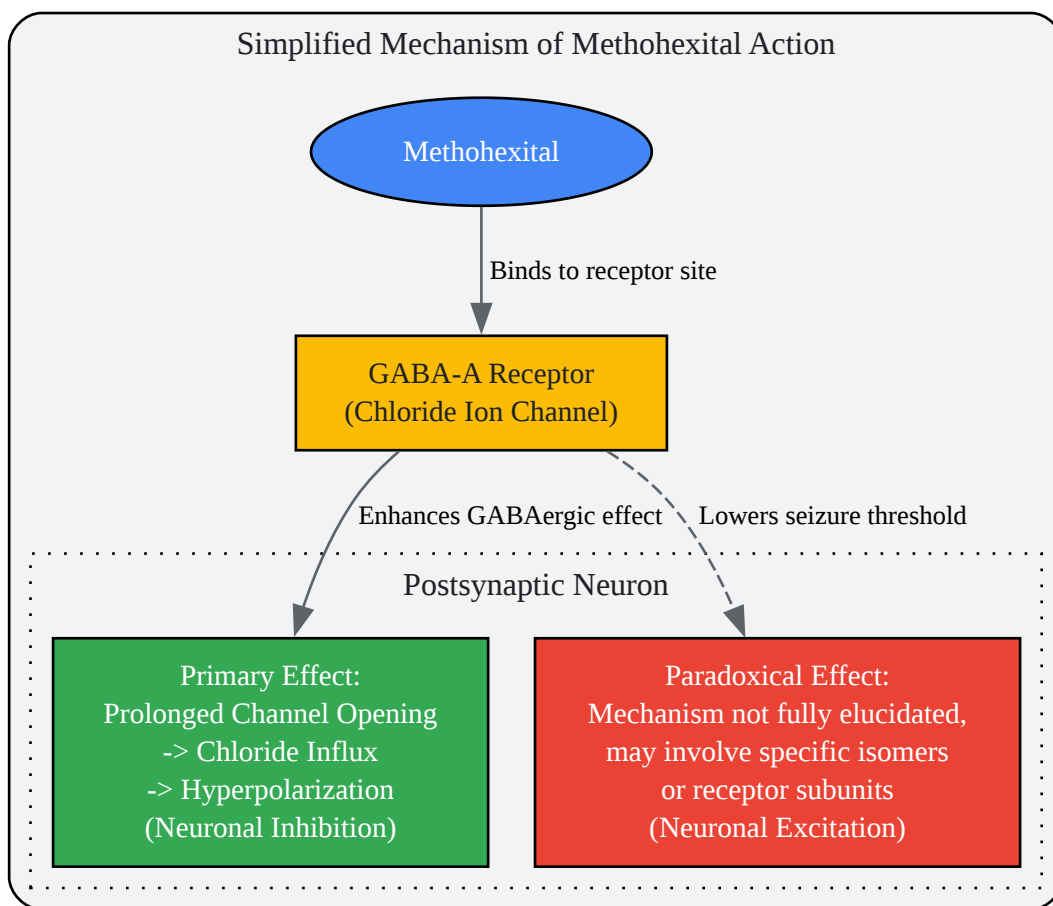 Simplified Mechanism of Methohexital Action
Methohexital
Binds to receptor site
GABA-A Receptor
(Chloride Ion Channel)
Enhances GABAergic effect
Lowers seizure threshold
Postsynaptic Neuron
Primary Effect:
Prolonged Channel Opening
-> Chloride Influx
-> Hyperpolarization
(Neuronal Inhibition)
Paradoxical Effect:
Mechanism not fully elucidated,
may involve specific isomers
or receptor subunits
(Neuronal Excitation)